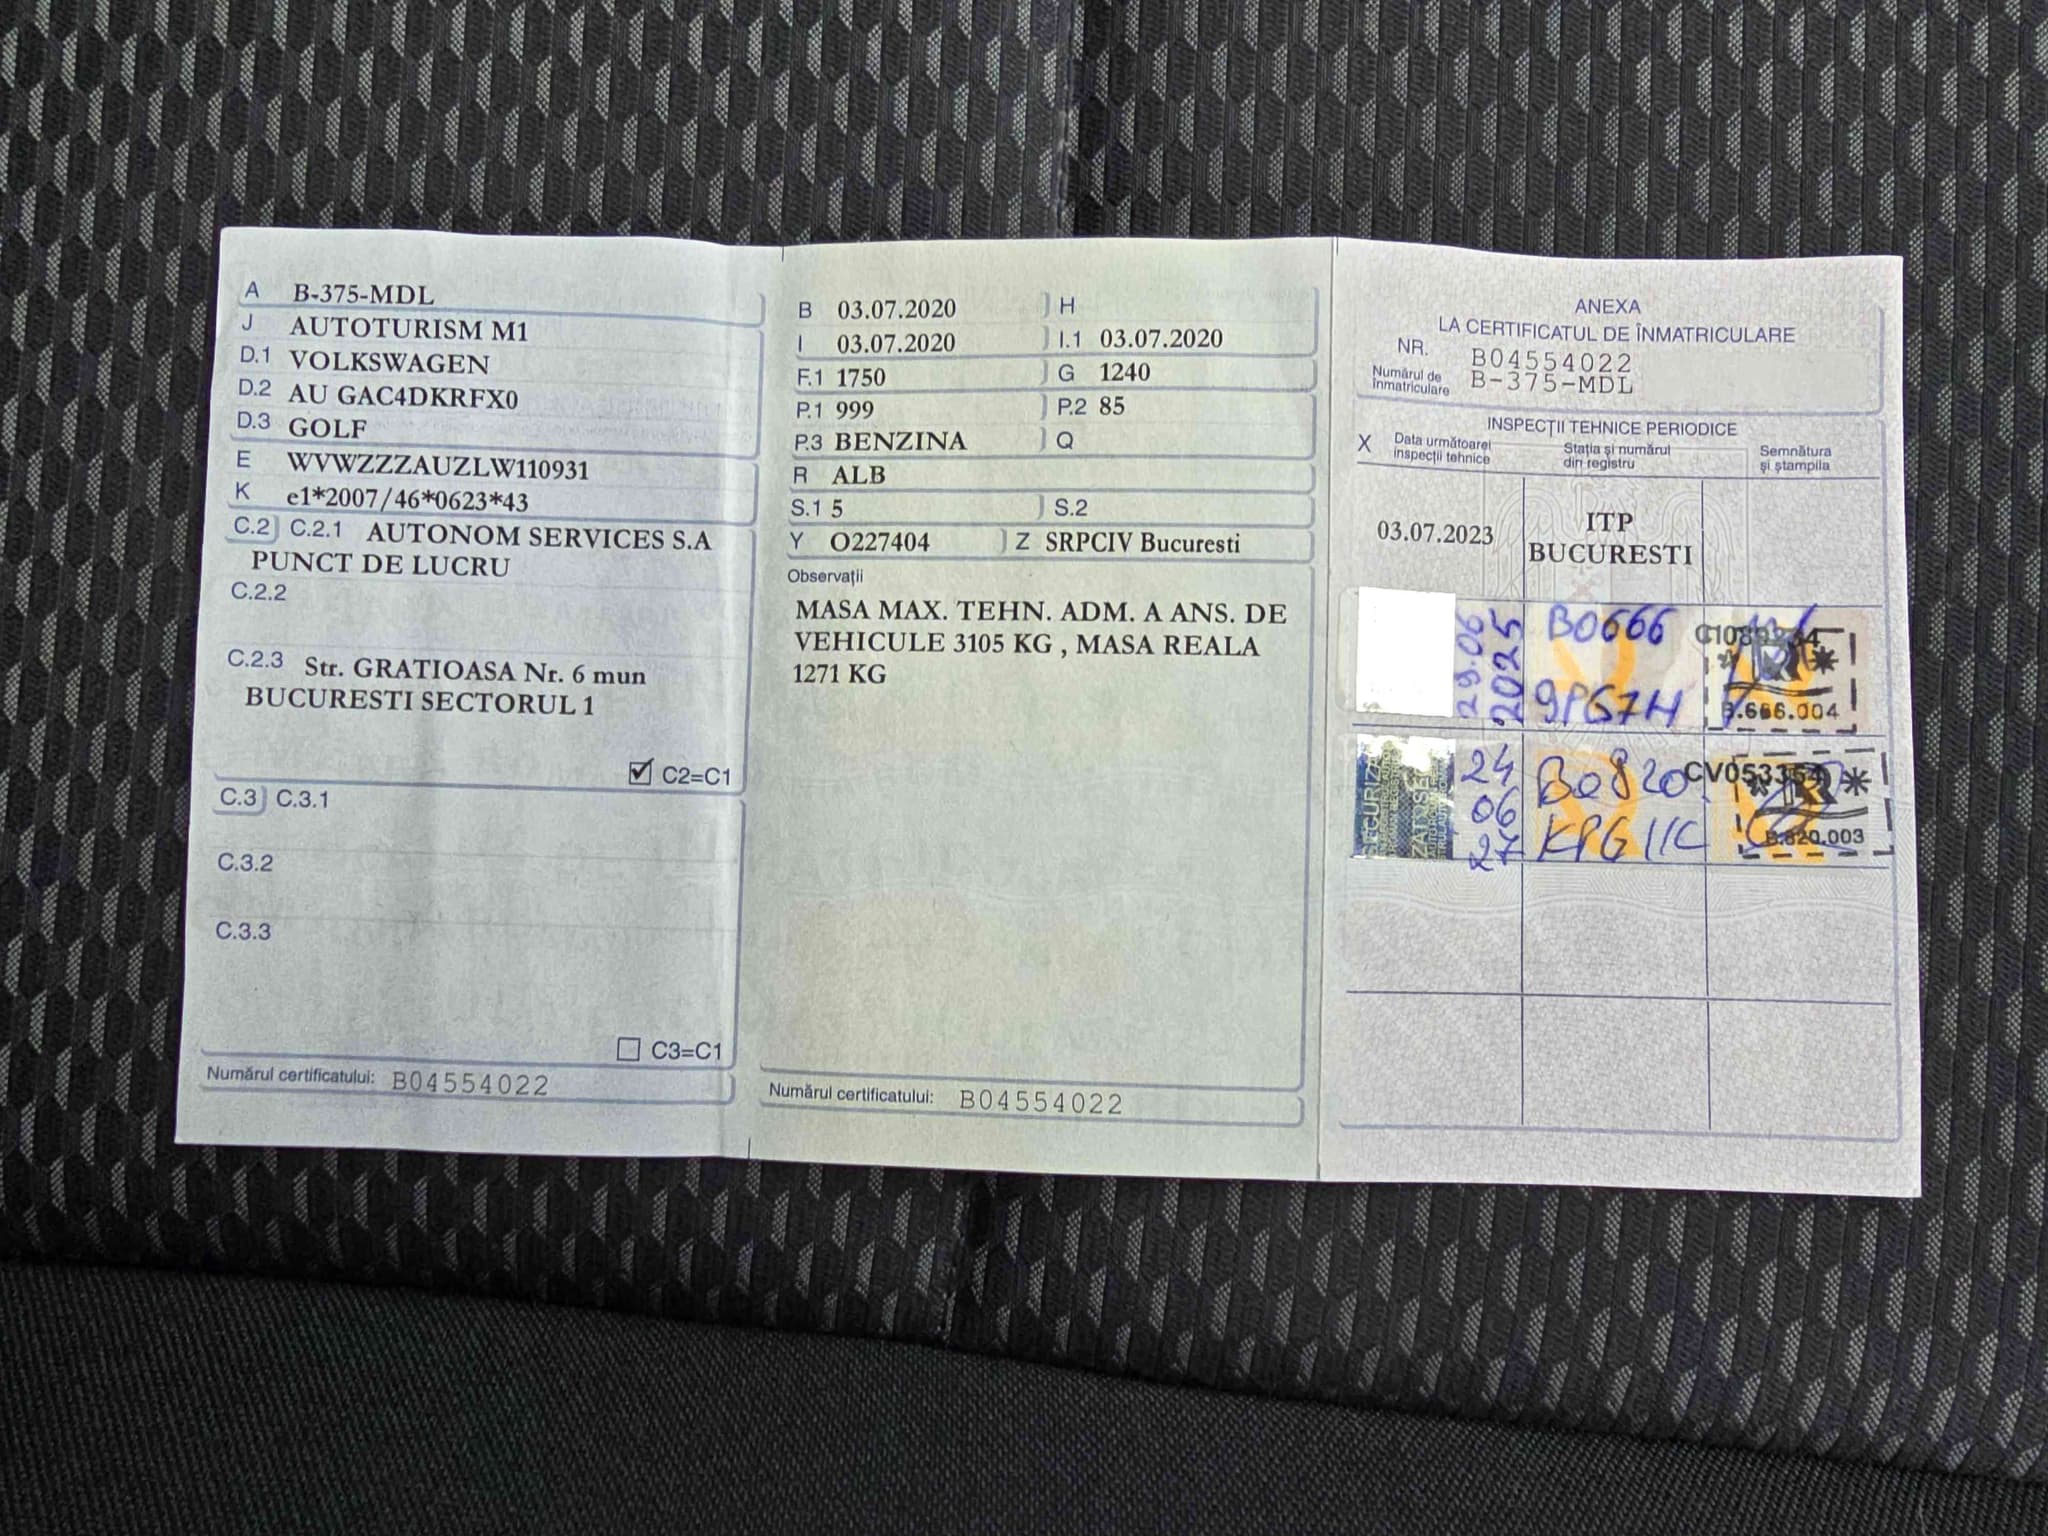 A B-375-MDL
J AUTOTURISM M1
D.1 VOLKSWAGEN
D.2 AU GAC4DKRFX0
D.3 GOLF
E WVWZZZAUZLW110931
K e1*2007/46*0623*43
C.2 C.2.1 AUTONOM SERVICES S.A
PUNCT DE LUCRU
C.2.2
C.2.3 Str. GRATIOASA Nr. 6 mun
BUCURESTI SECTORUL 1
C2=C1
C.3 C.3.1
C.3.2
C.3.3
C3=C1
Numărul certificatului: B04554022
B 03.07.2020 H
I 03.07.2020 I.1 03.07.2020
F.1 1750 G 1240
P.1 999 P.2 85
P.3 BENZINA Q
R ALB
S.1 5 S.2
Y O227404 Z SRPCIV Bucuresti
Observații
MASA MAX. TEHN. ADM. A ANS. DE
VEHICULE 3105 KG , MASA REALA
1271 KG
Numărul certificatului: B04554022
ANEXA
LA CERTIFICATUL DE ÎNMATRICULARE
NR. B04554022
Numărul de înmatriculare B-375-MDL
INSPECȚII TEHNICE PERIODICE
X Data următoarei inspecții tehnice Stația și numărul din registru Semnătura și ștampila
03.07.2023 ITP
BUCURESTI
29.06
.2025
B0666
9PG7H
B.666.004
24
06
27
B0820
KPG11C
CV053354
B.820.003